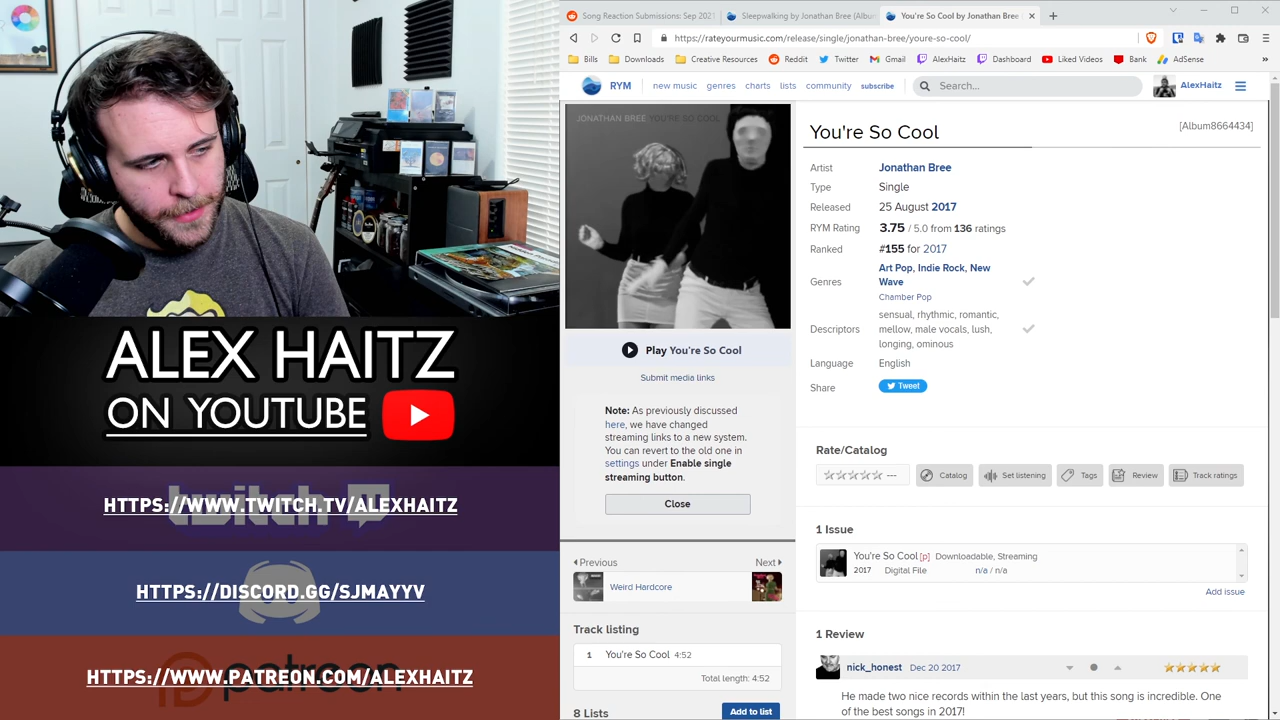 ALEX HAITZ
ON YOUTUBE
twitch
HTTPS://WWW.TWITCH.TV/ALEXHAITZ
HTTPS://DISCORD.GG/SJMAYYV
patreon
HTTPS://WWW.PATREON.COM/ALEXHAITZ
Song Reaction Submissions: Sep 2021
Sleepwalking by Jonathan Bree (Albu
You're So Cool by Jonathan Bree
https://rateyourmusic.com/release/single/jonathan-bree/youre-so-cool/
Bills Downloads Creative Resources Reddit Twitter Gmail AlexHaitz Dashboard Liked Videos Bank AdSense
RYM new music genres charts lists community subscribe Search... AlexHaitz
JONATHAN BREE YOU'RE SO COOL
Play You're So Cool
Submit media links
Note: As previously discussed
here, we have changed
streaming links to a new system.
You can revert to the old one in
settings under Enable single
streaming button.
Close
Previous Next
Weird Hardcore
Track listing
1 You're So Cool 4:52
Total length: 4:52
8 Lists Add to list
You're So Cool
[Album8664434]
Artist Jonathan Bree
Type Single
Released 25 August 2017
RYM Rating 3.75 / 5.0 from 136 ratings
Ranked #155 for 2017
Genres Art Pop, Indie Rock, New
Wave
Chamber Pop
Descriptors sensual, rhythmic, romantic,
mellow, male vocals, lush,
longing, ominous
Language English
Share Tweet
Rate/Catalog
--- Catalog Set listening Tags Review Track ratings
1 Issue
You're So Cool [p] Downloadable, Streaming
2017 Digital File n/a / n/a
Add issue
1 Review
nick_honest Dec 20 2017
He made two nice records within the last years, but this song is incredible. One
of the best songs in 2017!